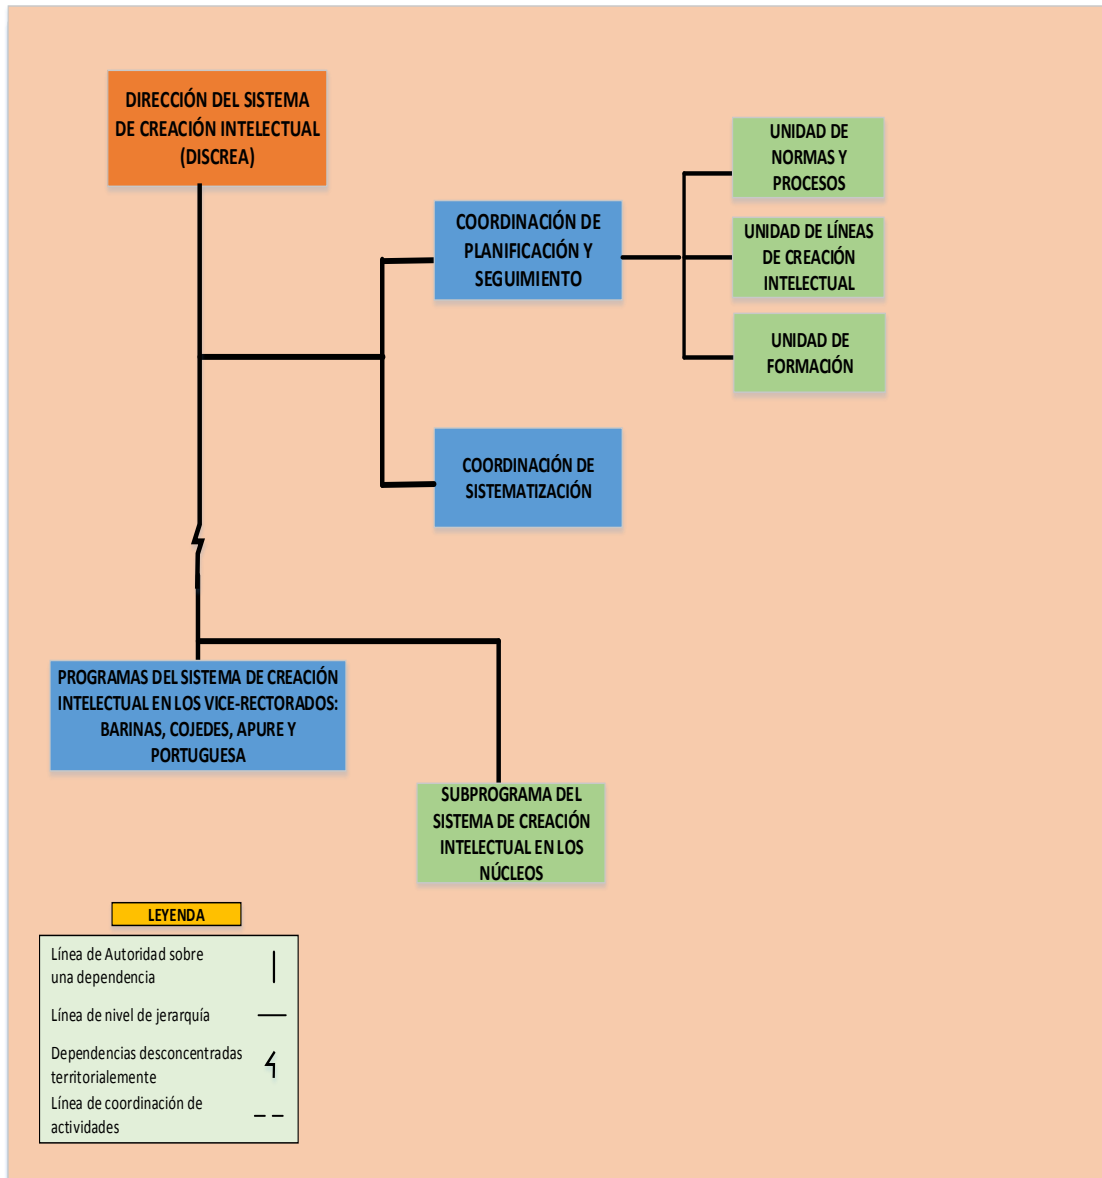 DIRECCIÓN DEL SISTEMA
DE CREACIÓN INTELECTUAL
(DISCREA)
UNIDAD DE
NORMAS Y
PROCESOS
COORDINACIÓN DE
PLANIFICACIÓN Y
SEGUIMIENTO
UNIDAD DE LÍNEAS
DE CREACIÓN
INTELECTUAL
UNIDAD DE
FORMACIÓN
COORDINACIÓN DE
SISTEMATIZACIÓN
PROGRAMAS DEL SISTEMA DE CREACIÓN
INTELECTUAL EN LOS VICE-RECTORADOS:
BARINAS, COJEDES, APURE Y
PORTUGUESA
SUBPROGRAMA DEL
SISTEMA DE CREACIÓN
INTELECTUAL EN LOS
NÚCLEOS
LEYENDA
Línea de Autoridad sobre
una dependencia
Línea de nivel de jerarquía
Dependencias desconcentradas
territorialemente
Línea de coordinación de
actividades